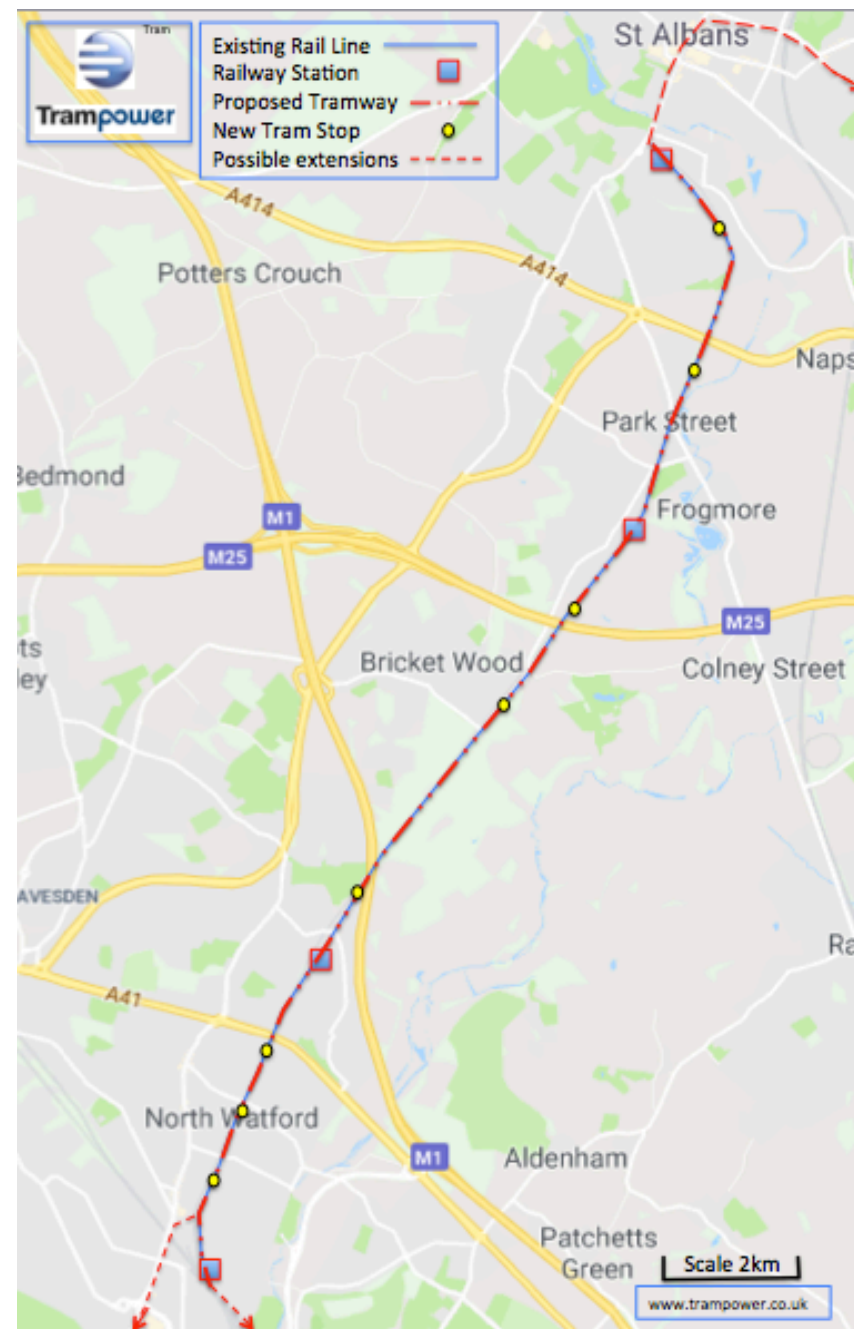 Tram
Trampower
Existing Rail Line
Railway Station
Proposed Tramway
New Tram Stop
Possible extensions
St Albans
A414
Potters Crouch
A414
Naps
Park Street
Bedmond
M1
Frogmore
M25
M25
ts
ley
Bricket Wood
Colney Street
AVESDEN
Ra
A41
North Watford
M1
Aldenham
Patchetts
Green
Scale 2km
www.trampower.co.uk